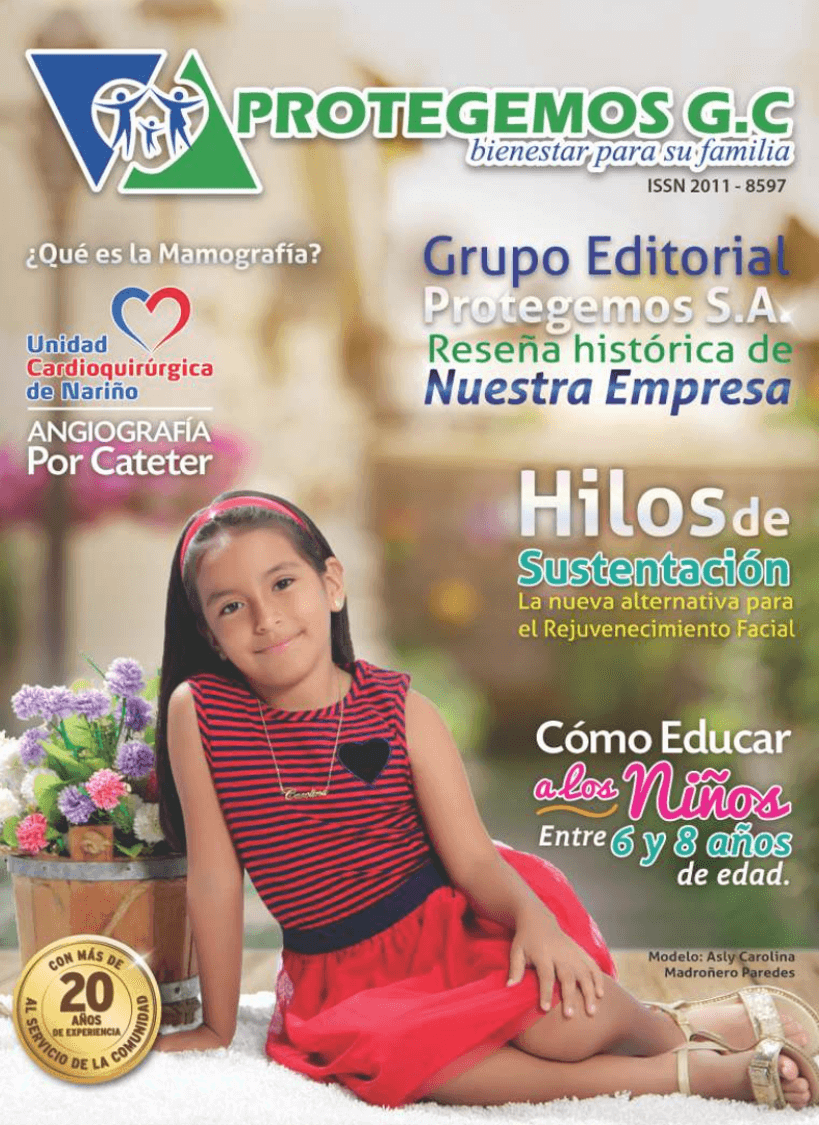 PROTEGEMOS G.C
bienestar para su familia
ISSN 2011 - 8597
¿Qué es la Mamografía?
Unidad
Cardioquirúrgica
de Nariño
ANGIOGRAFÍA
Por Cateter
Grupo Editorial
Protegemos S.A.
Reseña histórica de
Nuestra Empresa
Hilos de
Sustentación
La nueva alternativa para
el Rejuvenecimiento Facial
Cómo Educar
a los Niños
Entre 6 y 8 años
de edad.
Carolina
Modelo: Asly Carolina
Madroñero Paredes
CON MÁS DE
20
AÑOS
DE EXPERIENCIA
AL SERVICIO DE LA COMUNIDAD